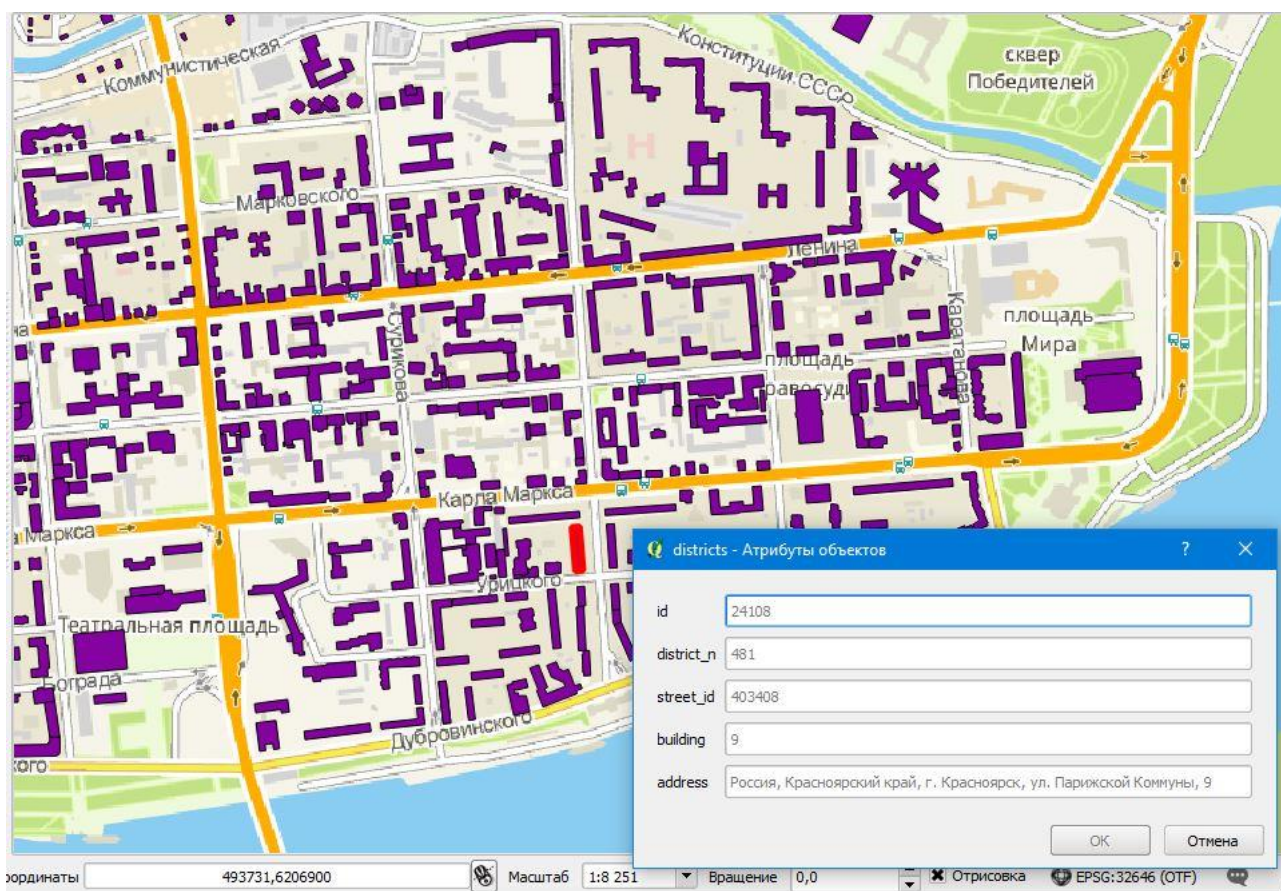 Коммунистическая
Конституции СССР
сквер
Победителей
Марковского
Ленина
Сурикова
Каратанова
площадь
Мира
площадь
Карла Маркса
Маркса
Урицкого
Театральная площадь
Дубровинского
districts - Атрибуты объектов ? ×
id 24108
district_n 481
street_id 403408
building 9
address Россия, Красноярский край, г. Красноярск, ул. Парижской Коммуны, 9
OK Отмена
оординаты 493731,6206900 Масштаб 1:8 251 Вращение 0,0 Отрисовка EPSG:32646 (OTF)